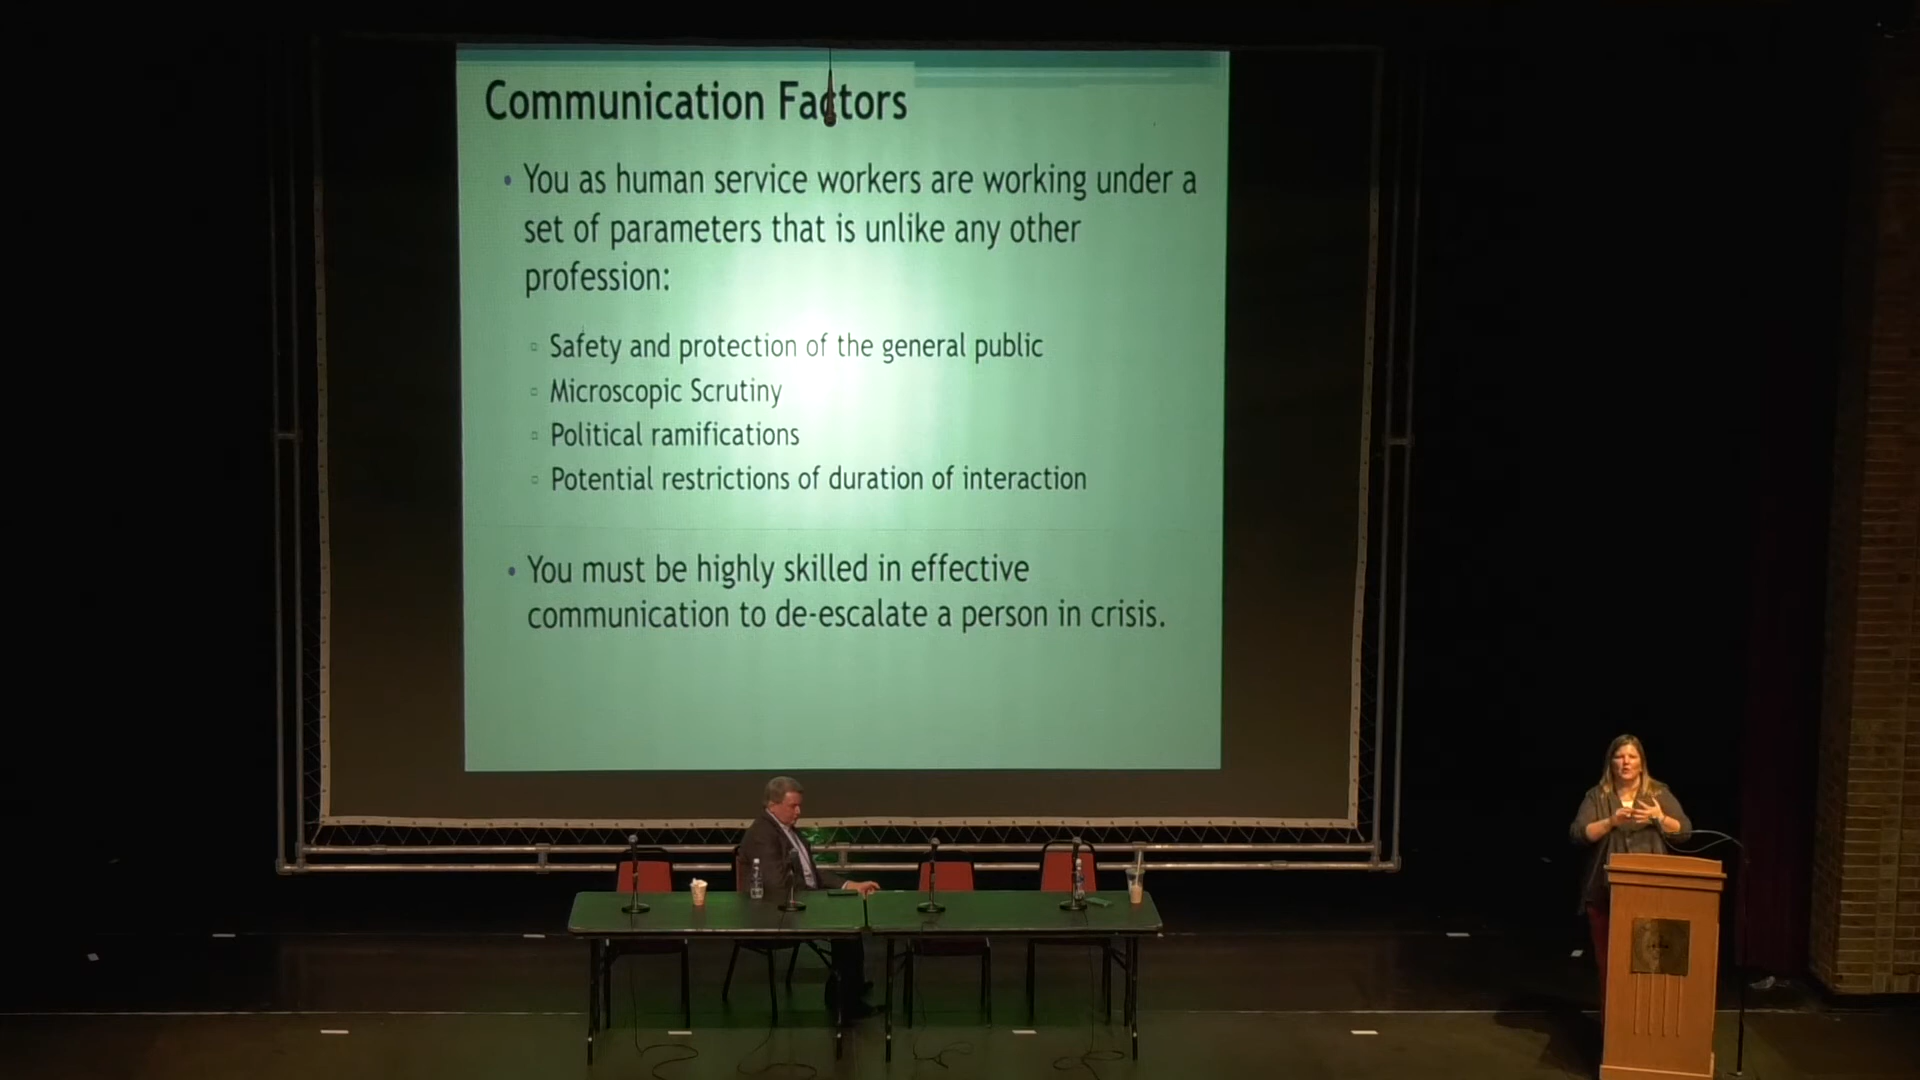 Communication Factors
• You as human service workers are working under a
set of parameters that is unlike any other
profession:
▫ Safety and protection of the general public
▫ Microscopic Scrutiny
▫ Political ramifications
▫ Potential restrictions of duration of interaction
• You must be highly skilled in effective
communication to de-escalate a person in crisis.